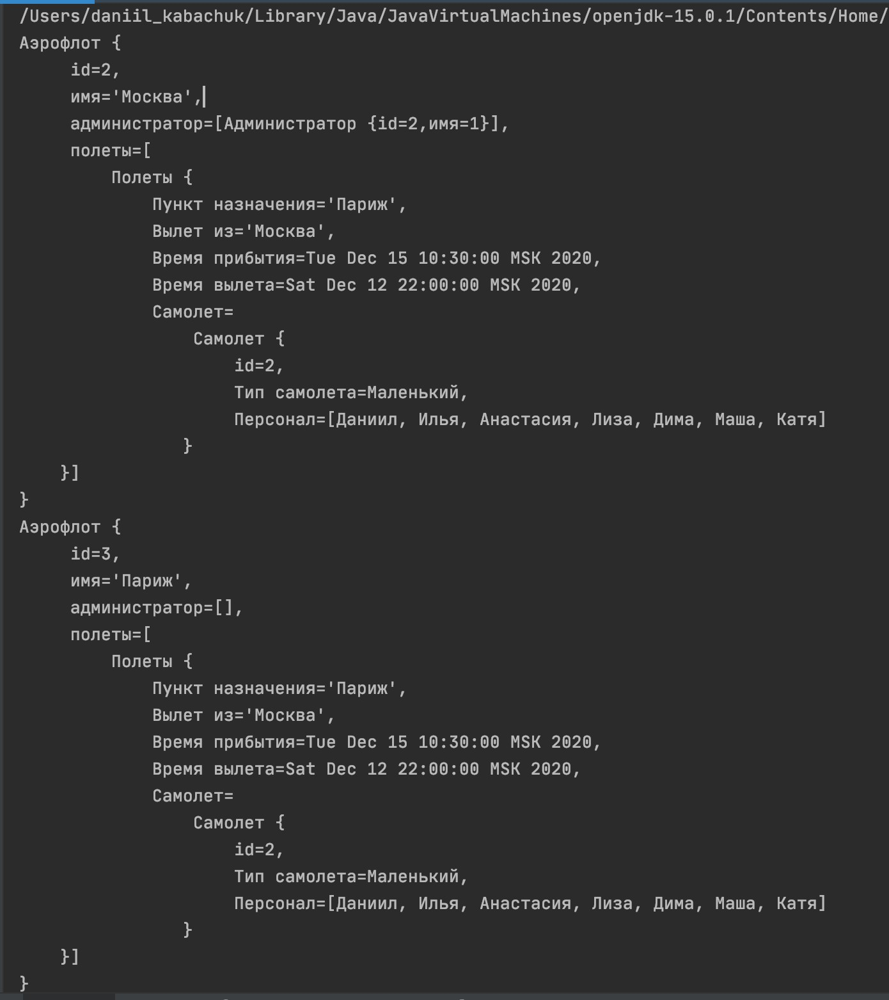 /Users/daniil_kabachuk/Library/Java/JavaVirtualMachines/openjdk-15.0.1/Contents/Home/
Аэрофлот {
id=2,
имя='Москва',
администратор=[Администратор {id=2,имя=1}],
полеты=[
Полеты {
Пункт назначения='Париж',
Вылет из='Москва',
Время прибытия=Tue Dec 15 10:30:00 MSK 2020,
Время вылета=Sat Dec 12 22:00:00 MSK 2020,
Самолет=
Самолет {
id=2,
Тип самолета=Маленький,
Персонал=[Даниил, Илья, Анастасия, Лиза, Дима, Маша, Катя]
}
}]
}
Аэрофлот {
id=3,
имя='Париж',
администратор=[],
полеты=[
Полеты {
Пункт назначения='Париж',
Вылет из='Москва',
Время прибытия=Tue Dec 15 10:30:00 MSK 2020,
Время вылета=Sat Dec 12 22:00:00 MSK 2020,
Самолет=
Самолет {
id=2,
Тип самолета=Маленький,
Персонал=[Даниил, Илья, Анастасия, Лиза, Дима, Маша, Катя]
}
}]
}